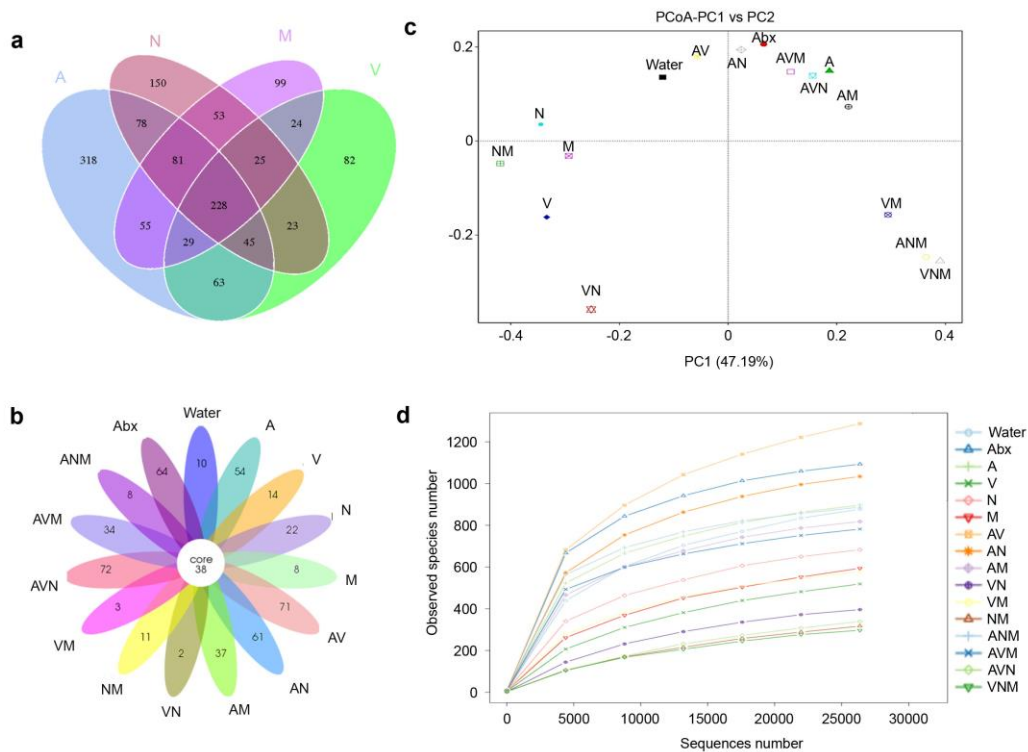 a
N
M
A
V
150
99
53
78
24
318
81
25
82
228
55
29
45
23
63
c
PCoA-PC1 vs PC2
0.2
0
-0.2
Abx
AV
AN
Water
AVM
A
AVN
AM
N
NM
M
V
VM
ANM
VNM
VN
-0.4
-0.2
0
0.2
0.4
PC1 (47.19%)
b
Water
A
V
N
M
AV
AN
AM
VN
NM
VM
AVN
AVM
ANM
Abx
10
54
14
22
8
71
61
37
2
11
3
72
34
8
64
core
38
d
Observed species number
1200
1000
800
600
400
200
0
0
5000
10000
15000
20000
25000
30000
Sequences number
Water
Abx
A
V
N
M
AV
AN
AM
VN
VM
NM
ANM
AVM
AVN
VNM